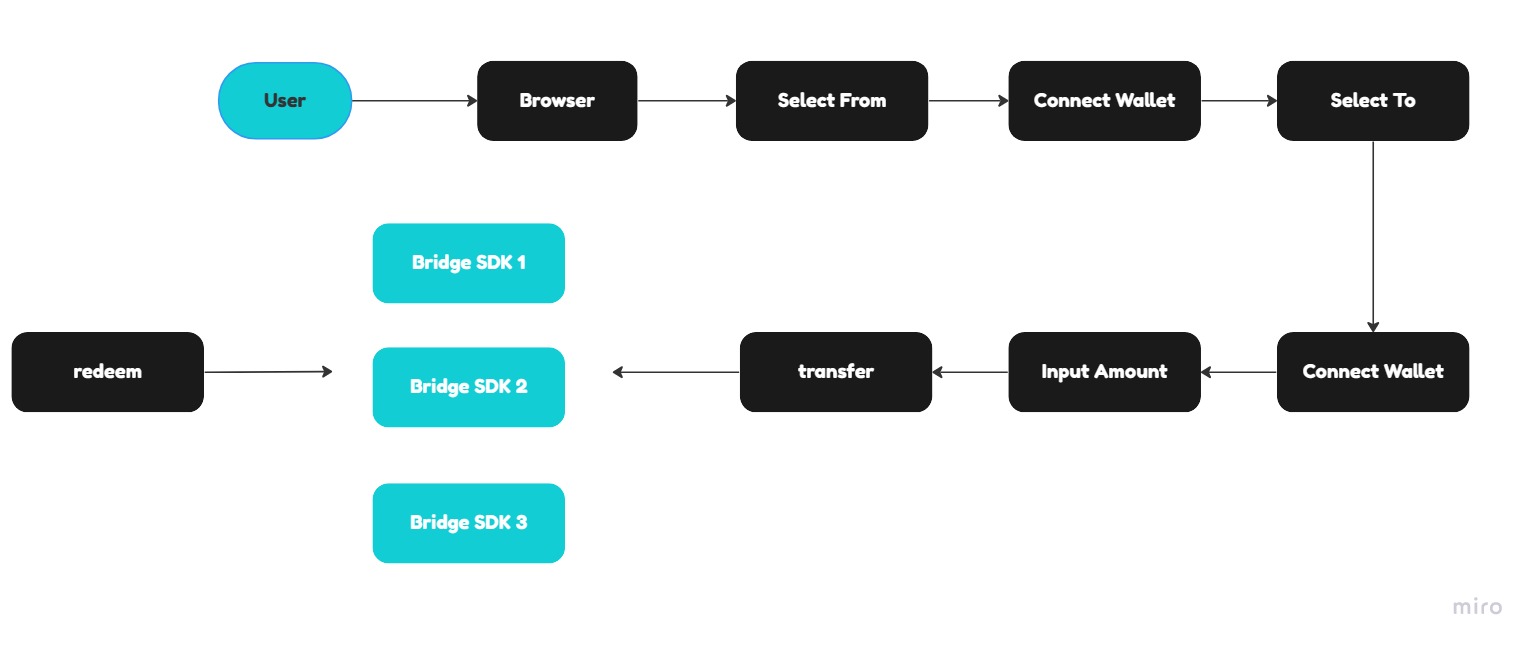 User
Browser
Select From
Connect Wallet
Select To
Bridge SDK 1
redeem
Bridge SDK 2
transfer
Input Amount
Connect Wallet
Bridge SDK 3
miro